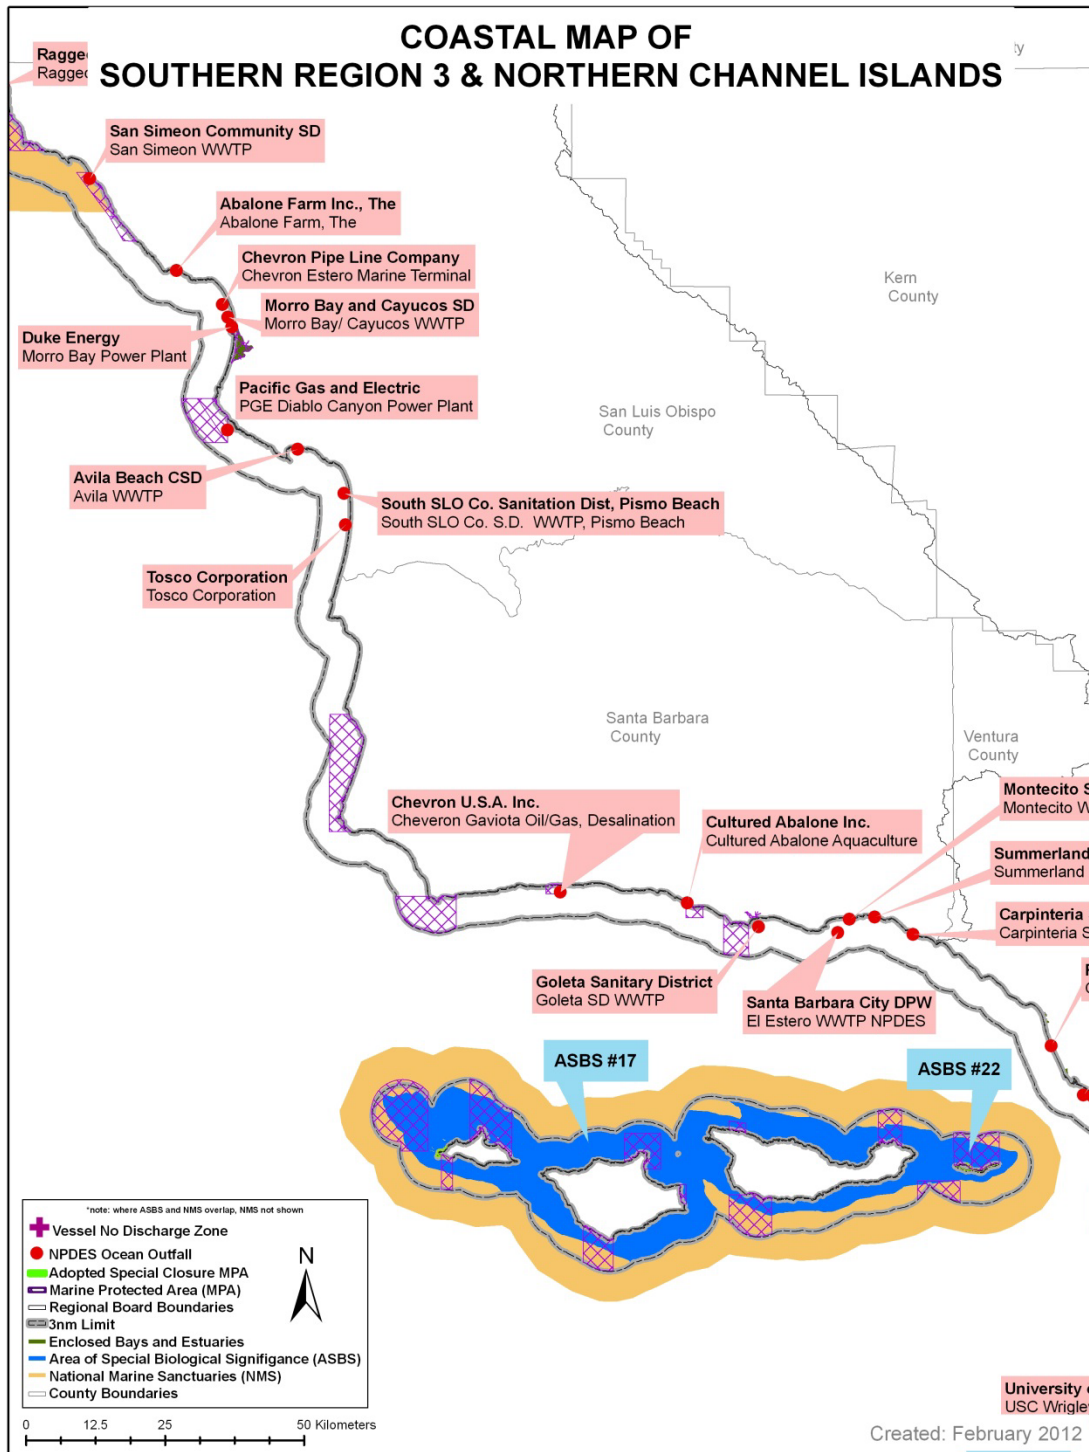 COASTAL MAP OF
SOUTHERN REGION 3 & NORTHERN CHANNEL ISLANDS
San Simeon Community SD
San Simeon WWTP
Abalone Farm Inc., The
Abalone Farm, The
Chevron Pipe Line Company
Chevron Estero Marine Terminal
Morro Bay and Cayucos SD
Morro Bay/ Cayucos WWTP
Duke Energy
Morro Bay Power Plant
Pacific Gas and Electric
PGE Diablo Canyon Power Plant
Avila Beach CSD
Avila WWTP
South SLO Co. Sanitation Dist, Pismo Beach
South SLO Co. S.D. WWTP, Pismo Beach
Tosco Corporation
Tosco Corporation
Kern
County
San Luis Obispo
County
Santa Barbara
County
Ventura
County
Chevron U.S.A. Inc.
Cheveron Gaviota Oil/Gas, Desalination
Cultured Abalone Inc.
Cultured Abalone Aquaculture
Montecito S
Montecito W
Summerland
Summerland
Carpinteria
Carpinteria S
Goleta Sanitary District
Goleta SD WWTP
Santa Barbara City DPW
El Estero WWTP NPDES
ASBS #17
ASBS #22
*note: where ASBS and NMS overlap, NMS not shown
Vessel No Discharge Zone
NPDES Ocean Outfall
Adopted Special Closure MPA
Marine Protected Area (MPA)
Regional Board Boundaries
3nm Limit
Enclosed Bays and Estuaries
Area of Special Biological Signifigance (ASBS)
National Marine Sanctuaries (NMS)
County Boundaries
N
0 12.5 25 50 Kilometers
University
USC Wrigley
Created: February 2012